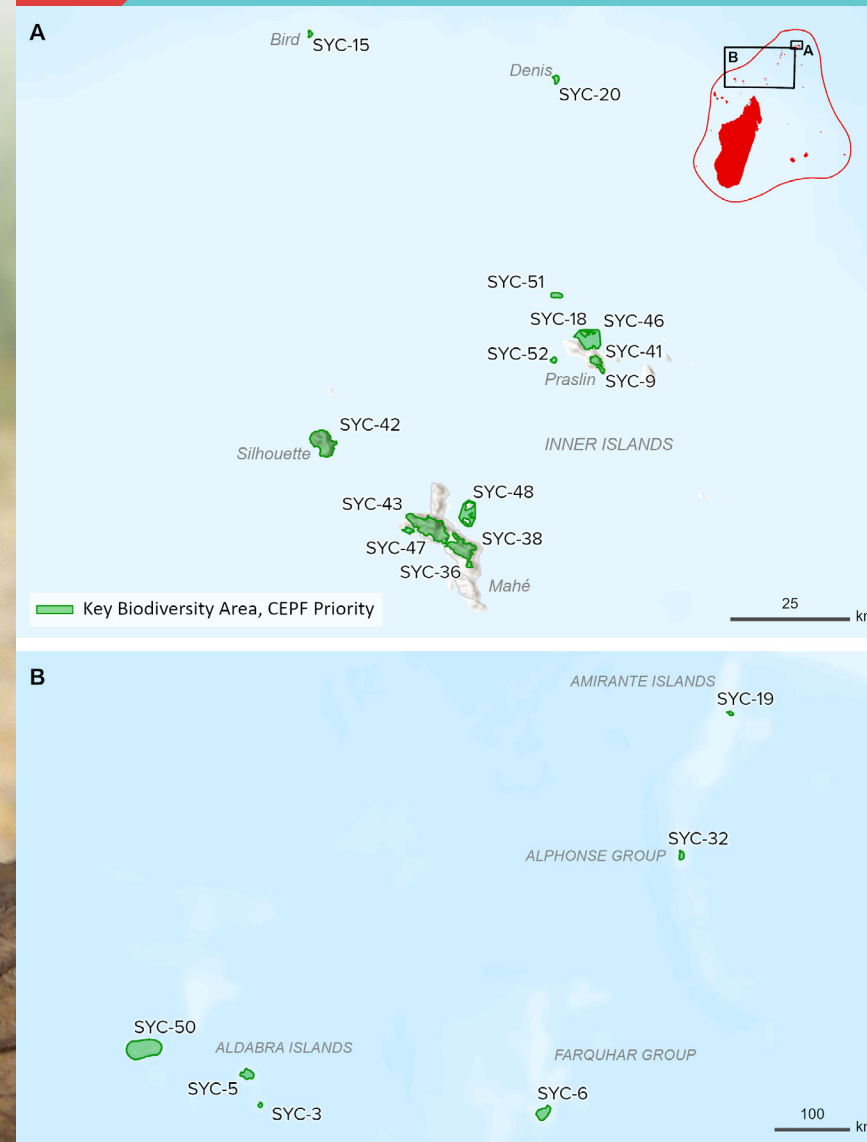 A
Bird
SYC-15
Denis
SYC-20
B
A
SYC-51
SYC-18
SYC-46
SYC-52
SYC-41
Praslin
SYC-9
SYC-42
Silhouette
INNER ISLANDS
SYC-48
SYC-43
SYC-38
SYC-47
SYC-36
Mahé
Key Biodiversity Area, CEPF Priority
25
km
B
AMIRANTE ISLANDS
SYC-19
SYC-32
ALPHONSE GROUP
SYC-50
ALDABRA ISLANDS
FARQUHAR GROUP
SYC-5
SYC-6
SYC-3
100
km